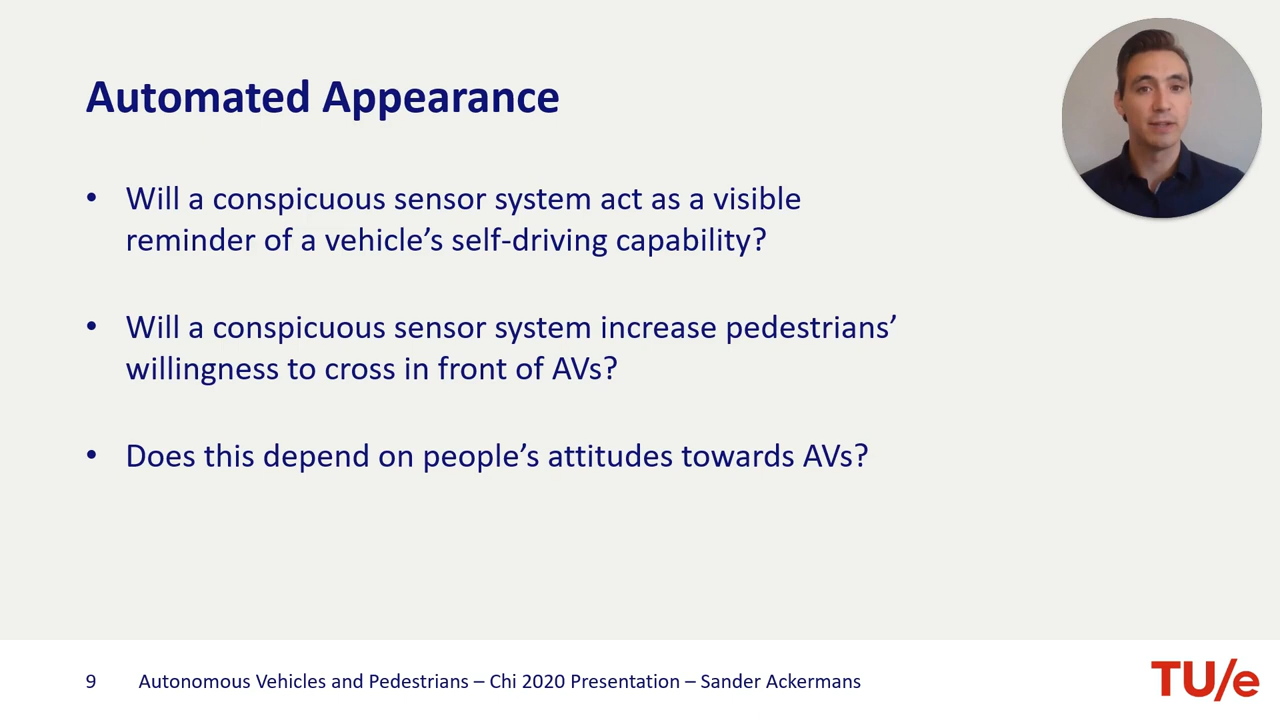 Automated Appearance
• Will a conspicuous sensor system act as a visible
reminder of a vehicle’s self-driving capability?
• Will a conspicuous sensor system increase pedestrians’
willingness to cross in front of AVs?
• Does this depend on people’s attitudes towards AVs?
9 Autonomous Vehicles and Pedestrians – Chi 2020 Presentation – Sander Ackermans
TU/e